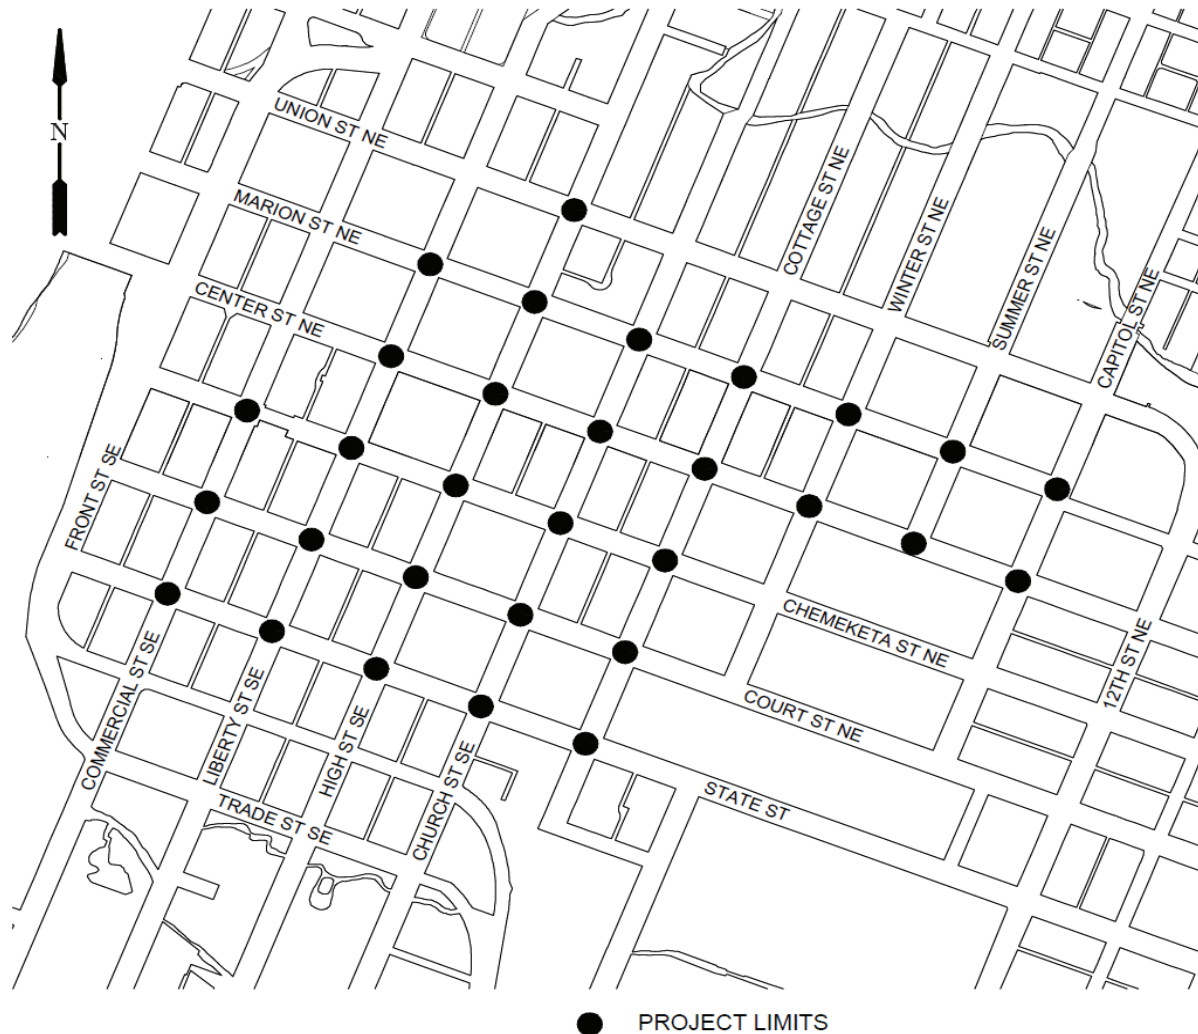 N
UNION ST NE
MARION ST NE
CENTER ST NE
COTTAGE ST NE
WINTER ST NE
SUMMER ST NE
CAPITOL ST NE
FRONT ST SE
COMMERCIAL ST SE
LIBERTY ST SE
HIGH ST SE
CHURCH ST SE
TRADE ST SE
CHEMEKETA ST NE
COURT ST NE
STATE ST
12TH ST NE
PROJECT LIMITS